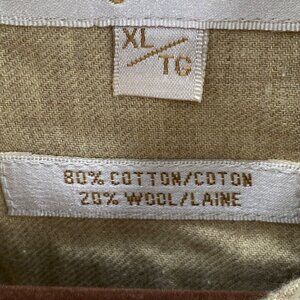 XL/
TG
80% COTTON/COTON
20% WOOL/LAINE